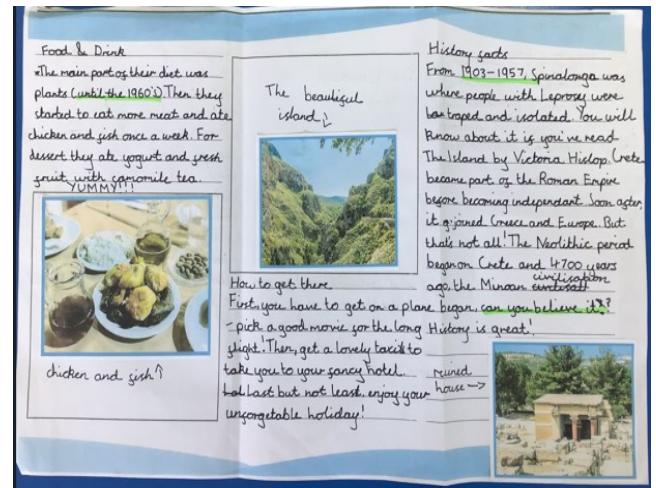 Food & Drink
*The main part of their diet was
plants (until the 1960's). Then they
started to eat more meat and ate
chicken and fish once a week. For
dessert they ate yogurt and fresh
fruit with camomile tea.
YUMMY!!!
chicken and fish↑
The beautiful
island↓
How to get there
First, you have to get on a plane
-pick a good movie for the long
flight! Then, get a lovely taxi to
take you to your fancy hotel.
Last but not least, enjoy your
unforgetable holiday!
History facts
From 1903-1957, Spinalonga was
where people with Leprosy were
traped and isolated. You will
know about it if you've read
The Island by Victoria Hislop. Crete
became part of the Roman Empire
before becoming independant. Soon after,
it joined Greece and Europe. But
that's not all! The Neolithic period
began on Crete and 4700 years
ago, the Minoan civilisation
began, can you believe it?
History is great!
ruined
house→